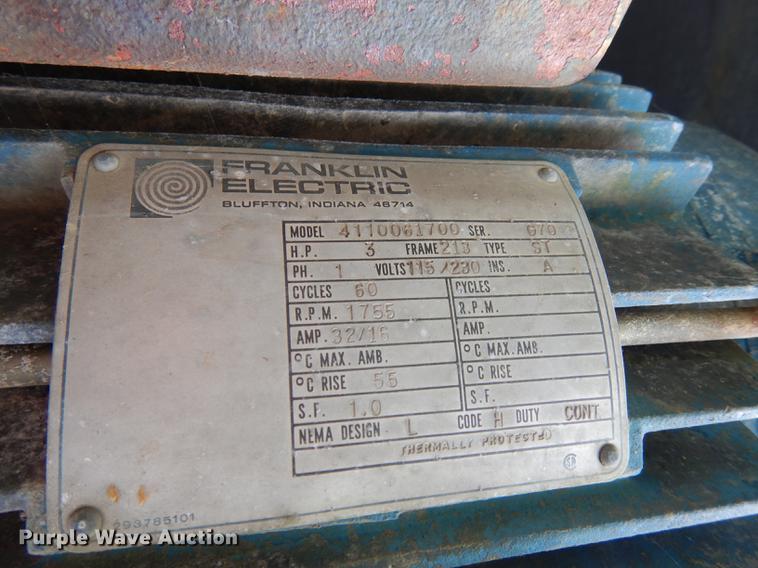 FRANKLIN
ELECTRIC
BLUFFTON, INDIANA 46714
MODEL 4110061700 SER. G70
H.P. 3 FRAME 213 TYPE ST
PH. 1 VOLTS 115/230 INS. A
CYCLES 60 CYCLES
R.P.M. 1755 R.P.M.
AMP. 32/16 AMP.
°C MAX. AMB. °C MAX. AMB.
°C RISE 55 °C RISE
S.F. 1.0 S.F.
NEMA DESIGN L CODE H DUTY CONT
THERMALLY PROTECTED
293785101
Purple Wave Auction